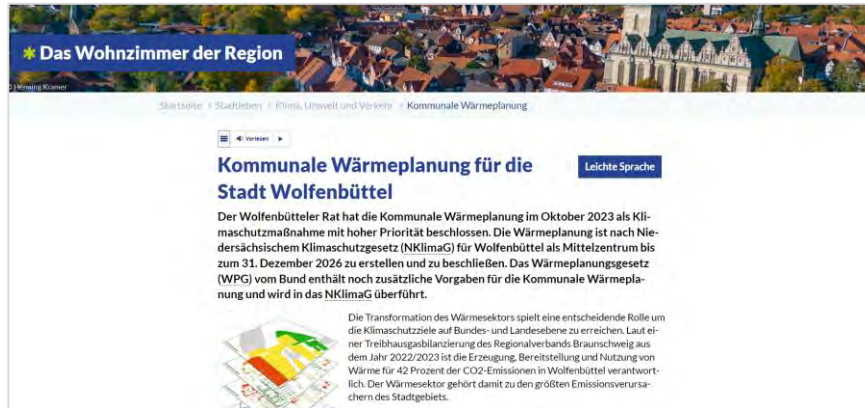 * Das Wohnzimmer der Region
© Henning Kramer
Startseite > Stadtleben > Klima, Umwelt und Verkehr > Kommunale Wärmeplanung
Vorlesen
Kommunale Wärmeplanung für die
Stadt Wolfenbüttel
Leichte Sprache
Der Wolfenbütteler Rat hat die Kommunale Wärmeplanung im Oktober 2023 als Kli-
maschutzmaßnahme mit hoher Priorität beschlossen. Die Wärmeplanung ist nach Nie-
dersächsischem Klimaschutzgesetz (NKlimaG) für Wolfenbüttel als Mittelzentrum bis
zum 31. Dezember 2026 zu erstellen und zu beschließen. Das Wärmeplanungsgesetz
(WPG) vom Bund enthält noch zusätzliche Vorgaben für die Kommunale Wärmepla-
nung und wird in das NKlimaG überführt.
Die Transformation des Wärmesektors spielt eine entscheidende Rolle um
die Klimaschutzziele auf Bundes- und Landesebene zu erreichen. Laut ei-
ner Treibhausgasbilanzierung des Regionalverbands Braunschweig aus
dem Jahr 2022/2023 ist die Erzeugung, Bereitstellung und Nutzung von
Wärme für 42 Prozent der CO2-Emissionen in Wolfenbüttel verantwort-
lich. Der Wärmesektor gehört damit zu den größten Emissionsverursa-
chern des Stadtgebiets.